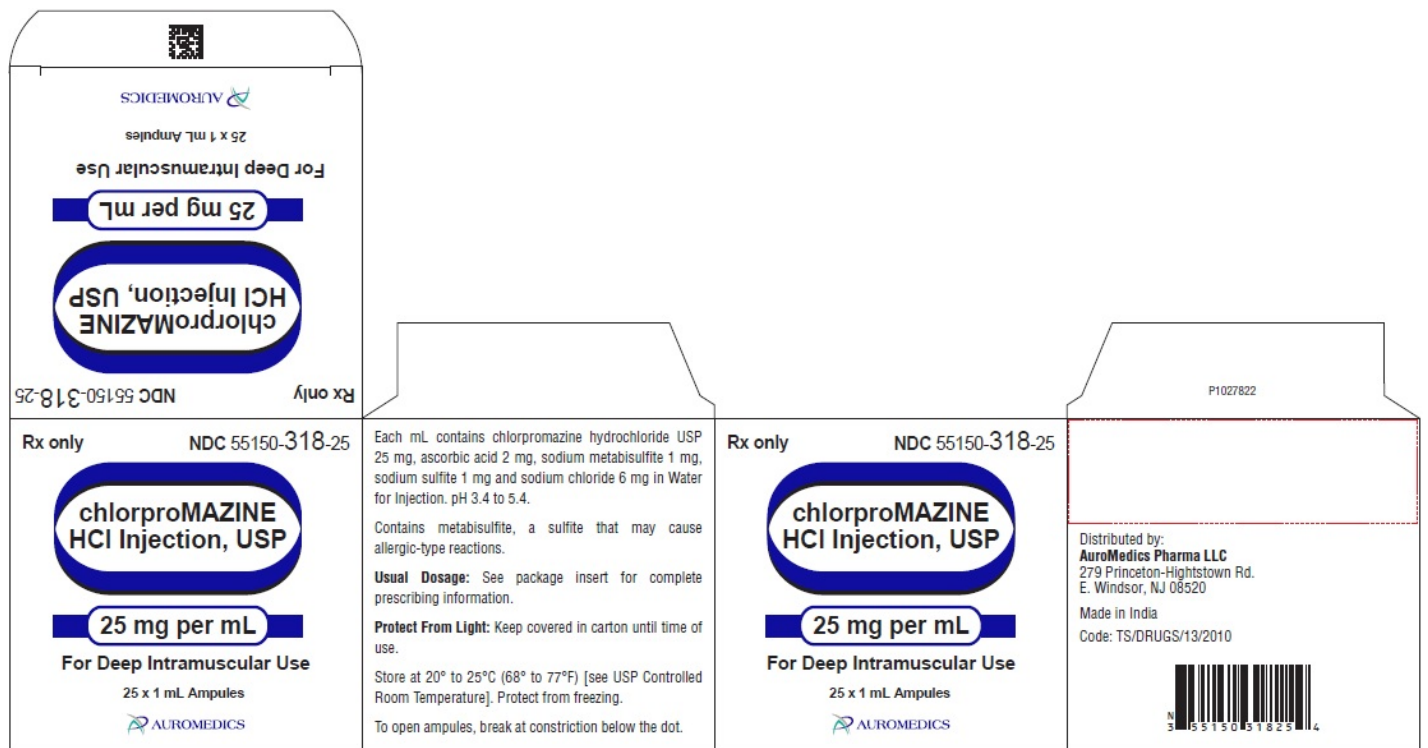 AUROMEDICS
25 x 1 mL Ampules
For Deep Intramuscular Use
25 mg per mL
chlorproMAZINE
HCl Injection, USP
Rx only NDC 55150-318-25
Rx only NDC 55150-318-25
chlorproMAZINE
HCl Injection, USP
25 mg per mL
For Deep Intramuscular Use
25 x 1 mL Ampules
AUROMEDICS
Each mL contains chlorpromazine hydrochloride USP
25 mg, ascorbic acid 2 mg, sodium metabisulfite 1 mg,
sodium sulfite 1 mg and sodium chloride 6 mg in Water
for Injection. pH 3.4 to 5.4.
Contains metabisulfite, a sulfite that may cause
allergic-type reactions.
Usual Dosage: See package insert for complete
prescribing information.
Protect From Light: Keep covered in carton until time of
use.
Store at 20° to 25°C (68° to 77°F) [see USP Controlled
Room Temperature]. Protect from freezing.
To open ampules, break at constriction below the dot.
Rx only NDC 55150-318-25
chlorproMAZINE
HCl Injection, USP
25 mg per mL
For Deep Intramuscular Use
25 x 1 mL Ampules
AUROMEDICS
P1027822
Distributed by:
AuroMedics Pharma LLC
279 Princeton-Hightstown Rd.
E. Windsor, NJ 08520
Made in India
Code: TS/DRUGS/13/2010
N
3 55150 31825 4